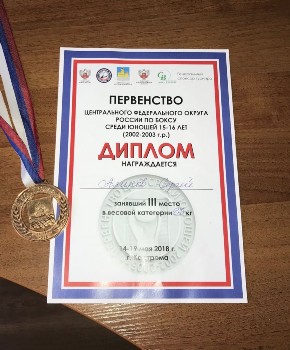 ПЕРВЕНСТВО
ЦЕНТРАЛЬНОГО ФЕДЕРАЛЬНОГО ОКРУГА
РОССИИ ПО БОКСУ
СРЕДИ ЮНОШЕЙ 15-16 ЛЕТ
(2002-2003 г.р.)
ДИПЛОМ
НАГРАЖДАЕТСЯ
занявший III место
в весовой категории кг
14-19 мая 2018 г.
г. Кострома